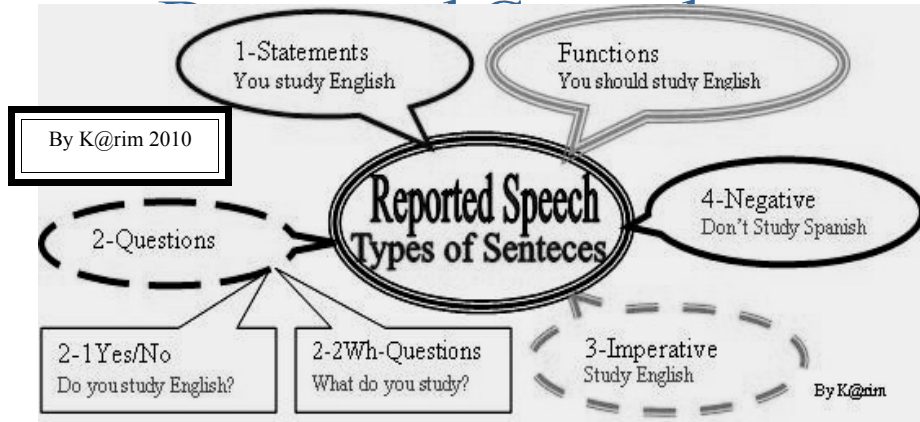 1-Statements
You study English
Functions
You should study English
By K@rim 2010
Reported Speech
Types of Senteces
4-Negative
Don't Study Spanish
2-Questions
2-1Yes/No
Do you study English?
2-2Wh-Questions
What do you study?
3-Imperative
Study English
By K@rim